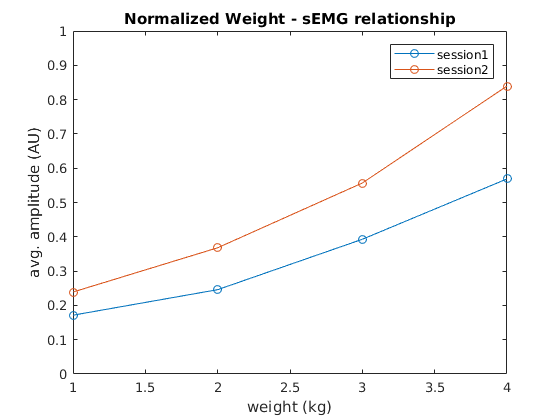 Normalized Weight - sEMG relationship
session1
session2
1
0.9
0.8
0.7
0.6
0.5
0.4
0.3
0.2
0.1
0
avg. amplitude (AU)
1 1.5 2 2.5 3 3.5 4
weight (kg)